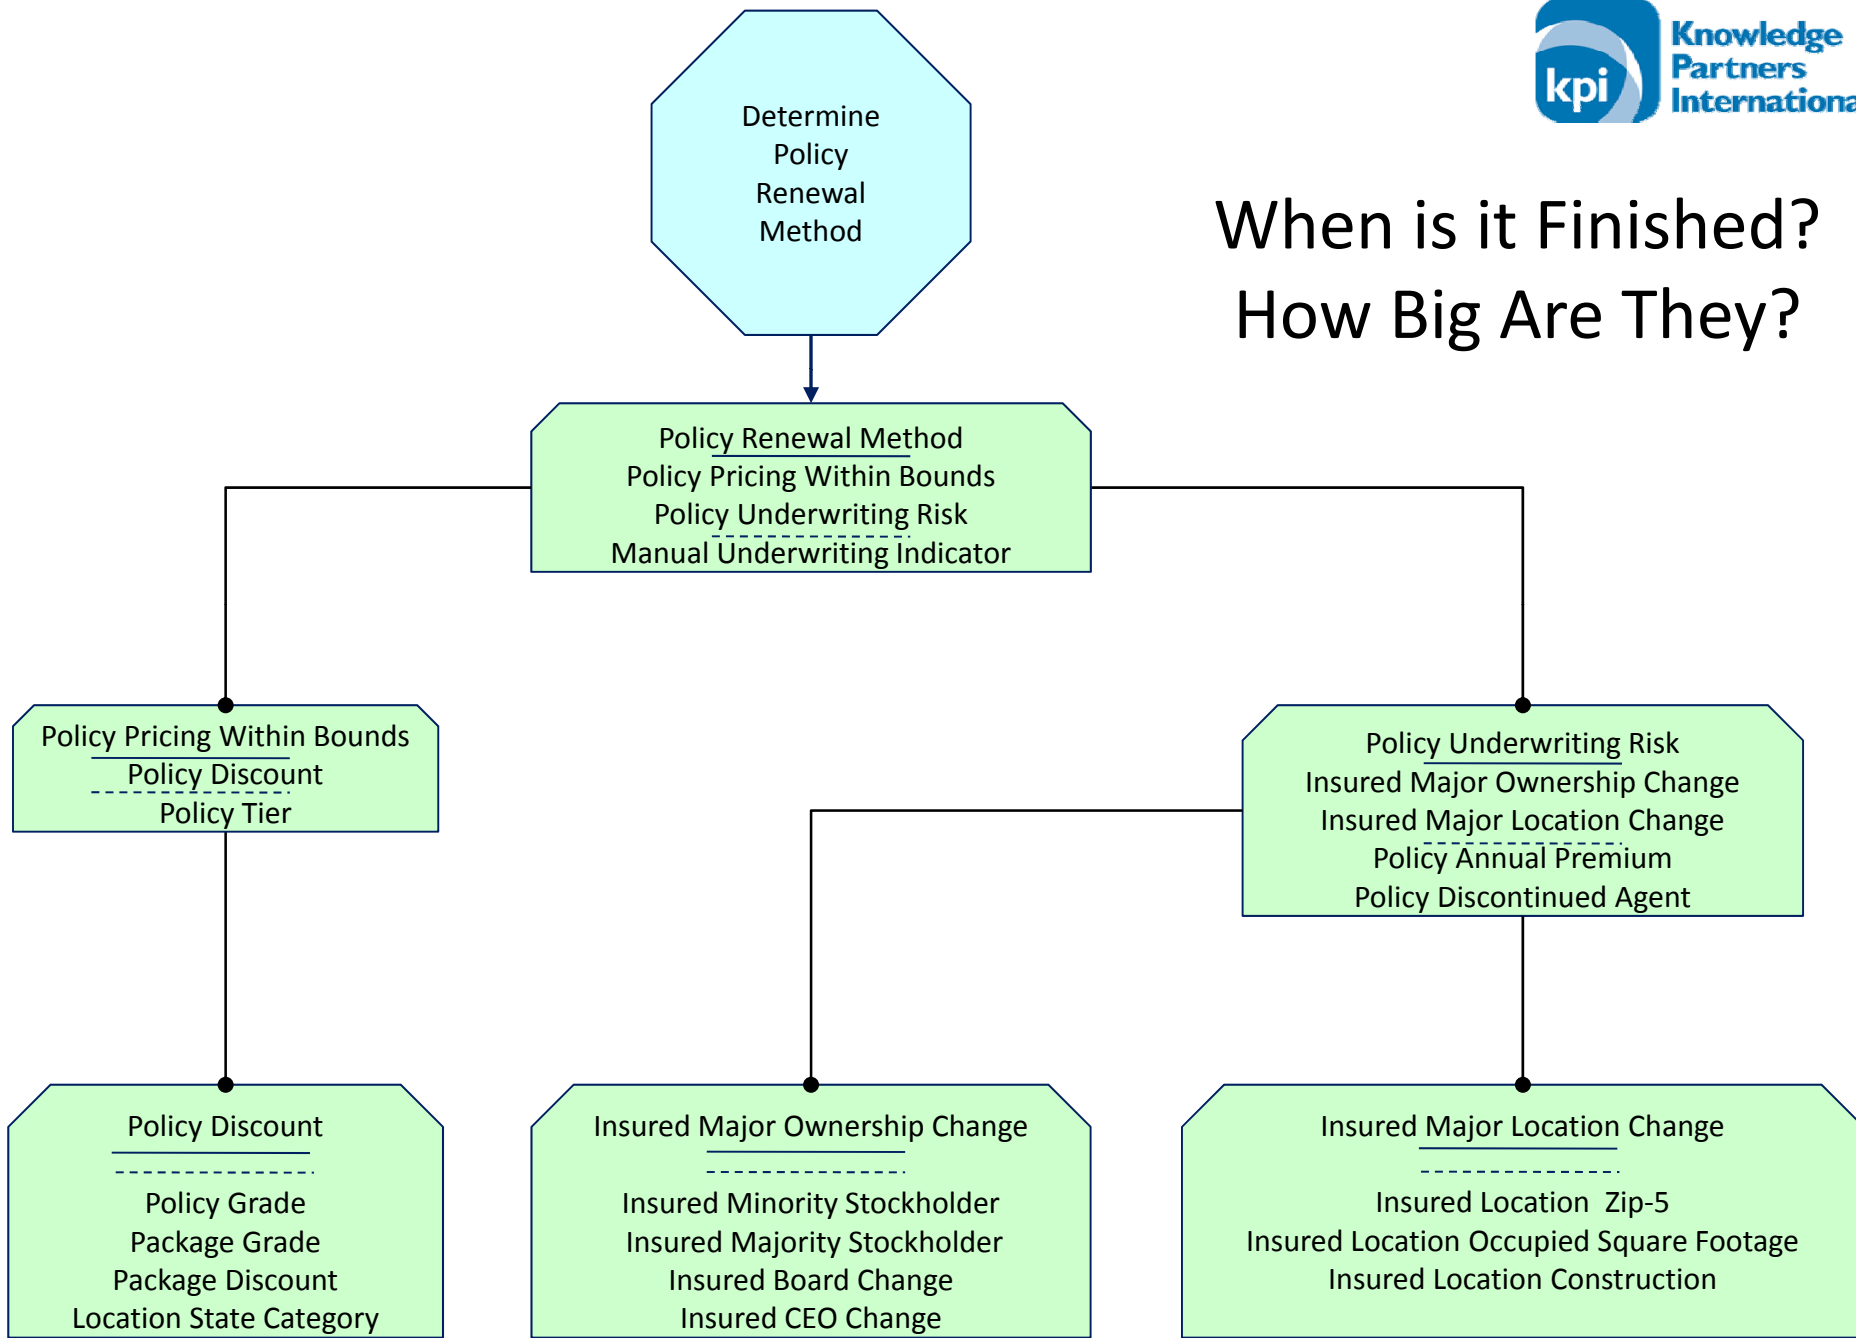 Knowledge
Partners
kpi
Determine
Policy
Renewal
Method
When is it Finished?
How Big Are They?
Policy Renewal Method
Policy Pricing Within Bounds
Policy Underwriting Risk
Manual Underwriting Indicator
Policy Pricing Within Bounds
Policy Discount
Policy Tier
Policy Underwriting Risk
Insured Major Ownership Change
Insured Major Location Change
Policy Annual Premium
Policy Discontinued Agent
Policy Discount
Policy Grade
Package Grade
Package Discount
Location State Category
Insured Major Ownership Change
Insured Minority Stockholder
Insured Majority Stockholder
Insured Board Change
Insured CEO Change
Insured Major Location Change
Insured Location Zip-5
Insured Location Occupied Square Footage
Insured Location Construction